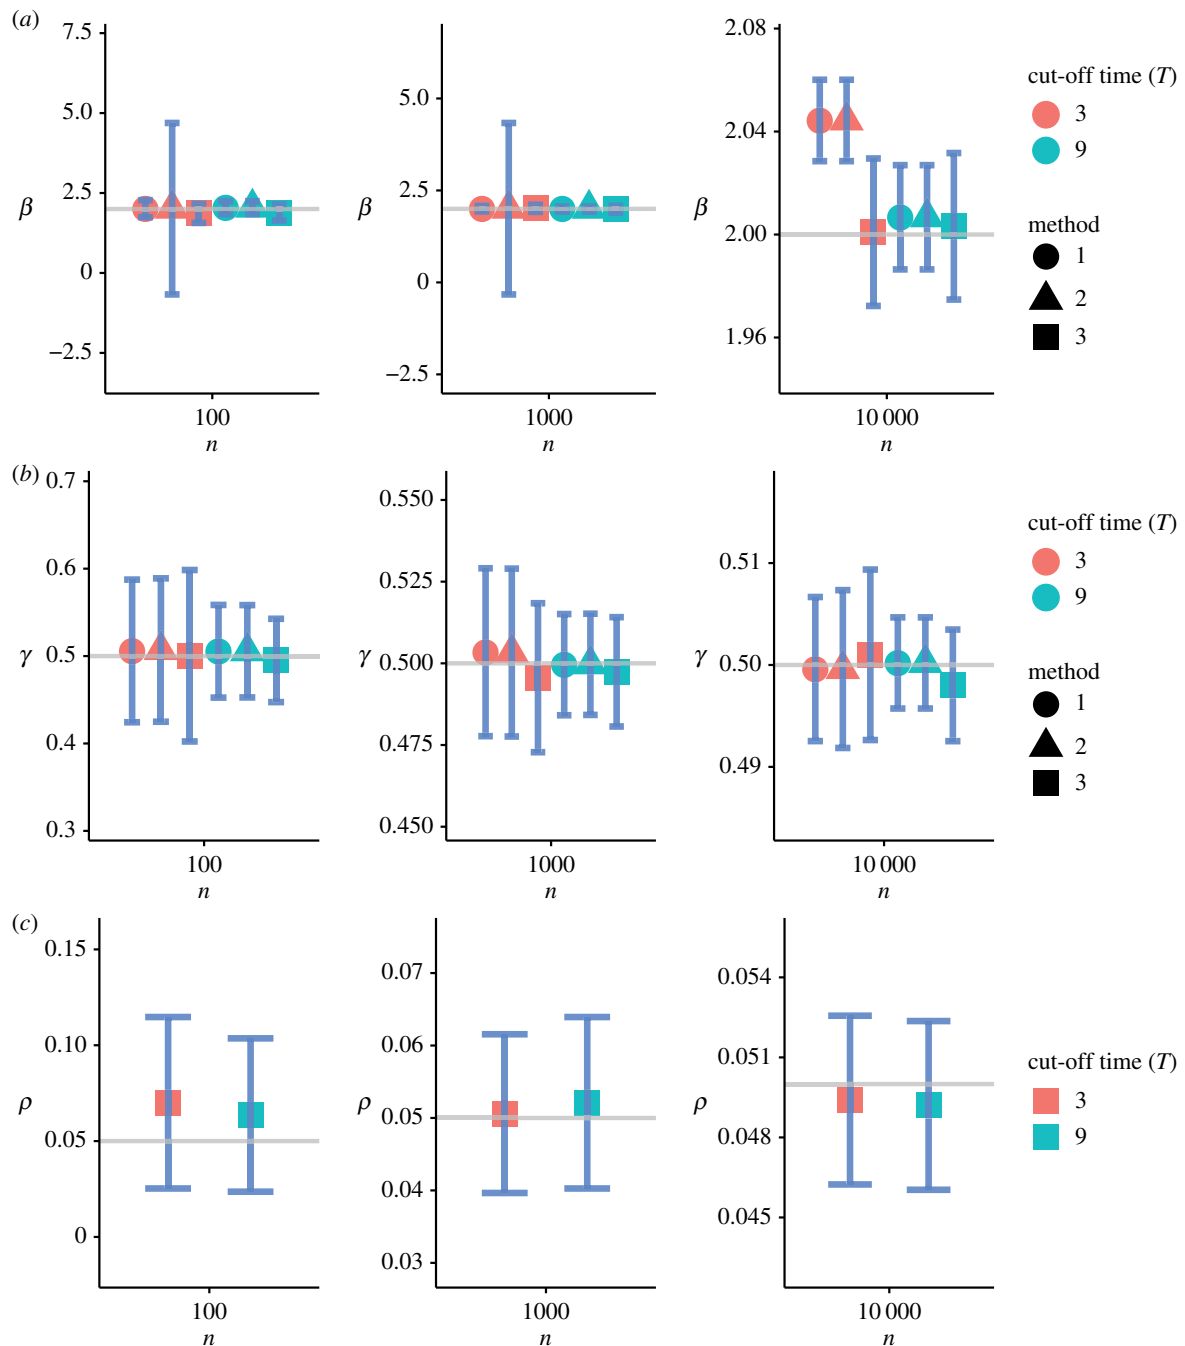 (a)
7.5
5.0
2.5
0
−2.5
β
100
n
5.0
2.5
0
−2.5
β
1000
n
2.08
2.04
2.00
1.96
β
10 000
n
cut-off time (T)
3
9
method
1
2
3
(b)
0.7
0.6
0.5
0.4
0.3
γ
100
n
0.550
0.525
0.500
0.475
0.450
γ
1000
n
0.51
0.50
0.49
γ
10 000
n
cut-off time (T)
3
9
method
1
2
3
(c)
0.15
0.10
0.05
0
ρ
100
n
0.07
0.06
0.05
0.04
0.03
ρ
1000
n
0.054
0.051
0.048
0.045
ρ
10 000
n
cut-off time (T)
3
9